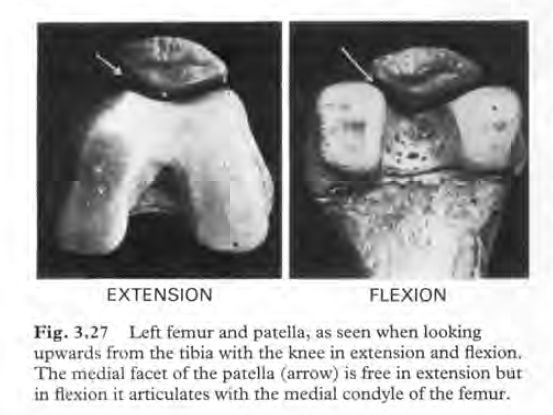 EXTENSION
FLEXION
Fig. 3.27 Left femur and patella, as seen when looking
upwards from the tibia with the knee in extension and flexion.
The medial facet of the patella (arrow) is free in extension but
in flexion it articulates with the medial condyle of the femur.